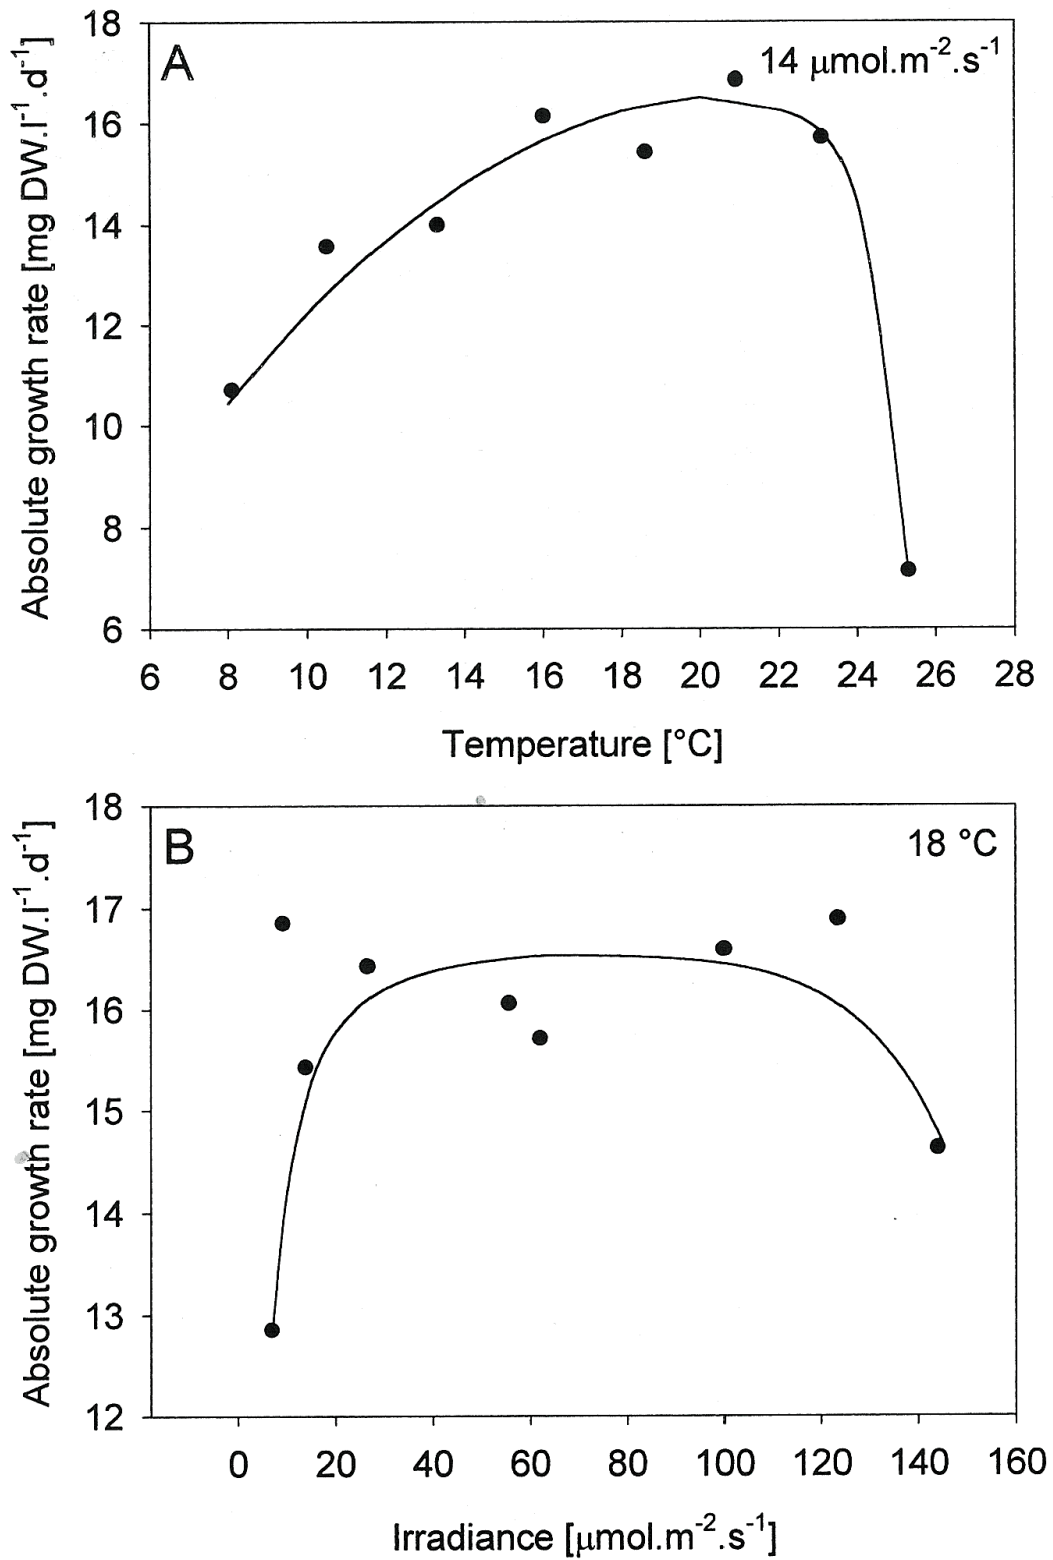 A
14 μmol.m⁻².s⁻¹
Absolute growth rate [mg DW.l⁻¹.d⁻¹]
18
16
14
12
10
8
6
6 8 10 12 14 16 18 20 22 24 26 28
Temperature [°C]
B
18 °C
Absolute growth rate [mg DW.l⁻¹.d⁻¹]
18
17
16
15
14
13
12
0 20 40 60 80 100 120 140 160
Irradiance [μmol.m⁻².s⁻¹]